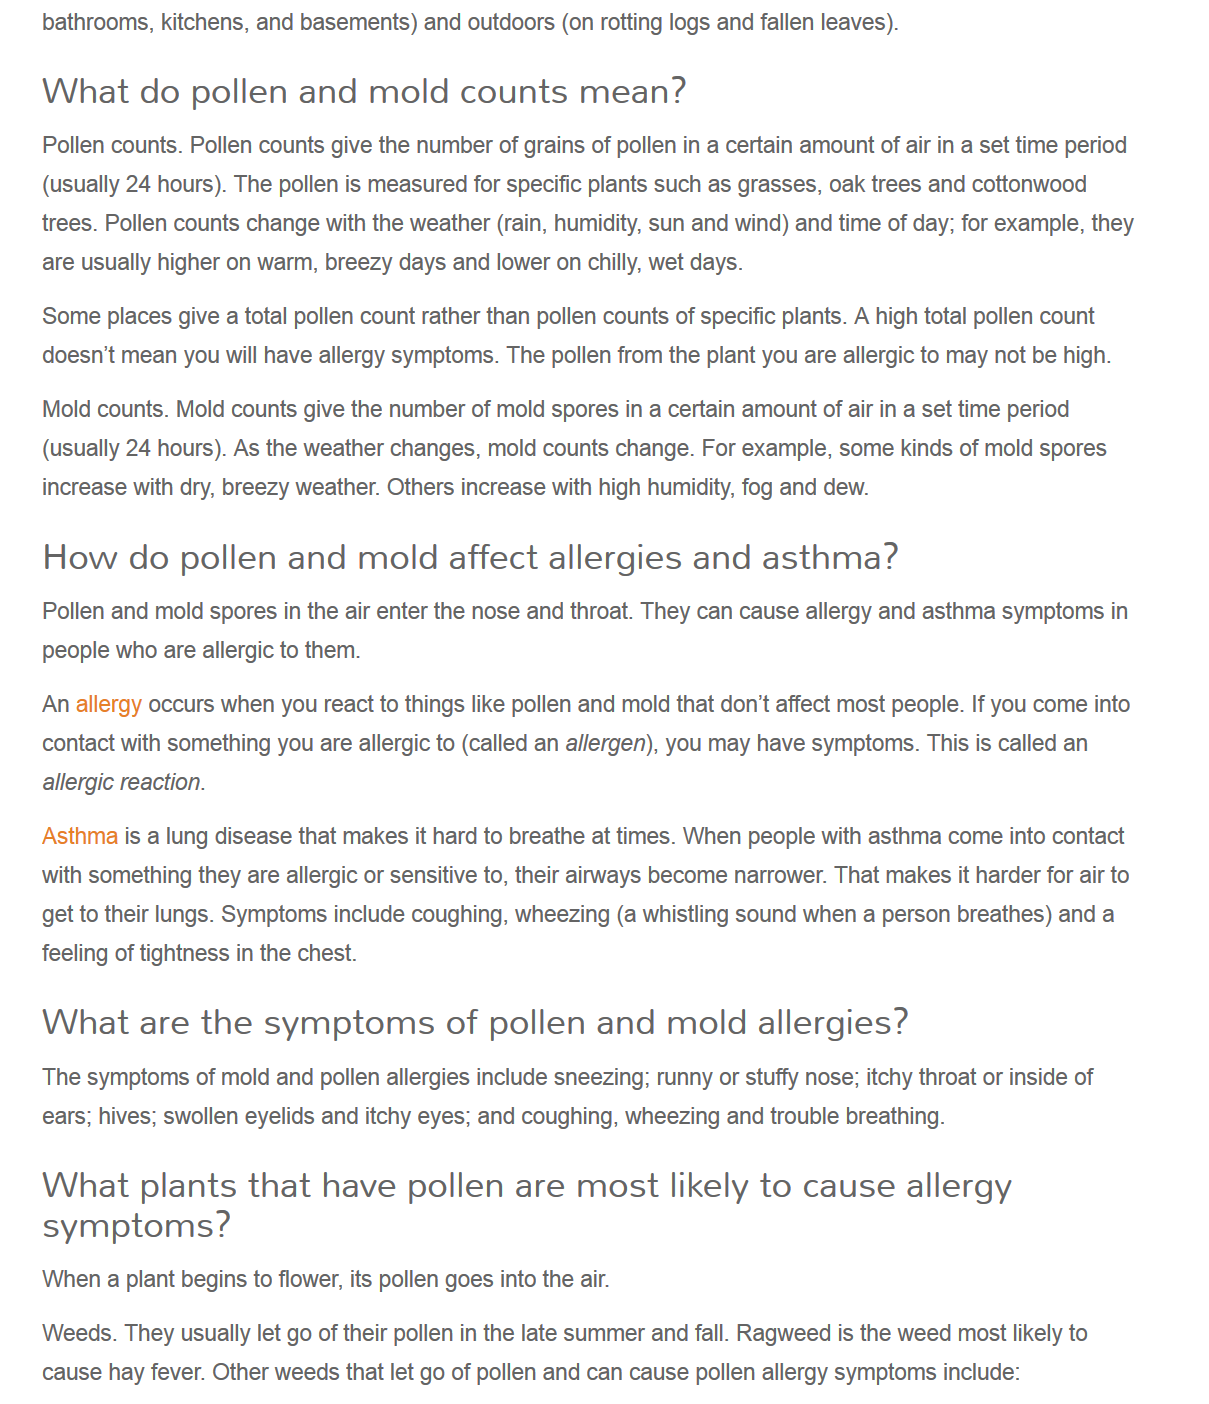 bathrooms, kitchens, and basements) and outdoors (on rotting logs and fallen leaves).
What do pollen and mold counts mean?
Pollen counts. Pollen counts give the number of grains of pollen in a certain amount of air in a set time period
(usually 24 hours). The pollen is measured for specific plants such as grasses, oak trees and cottonwood
trees. Pollen counts change with the weather (rain, humidity, sun and wind) and time of day; for example, they
are usually higher on warm, breezy days and lower on chilly, wet days.
Some places give a total pollen count rather than pollen counts of specific plants. A high total pollen count
doesn’t mean you will have allergy symptoms. The pollen from the plant you are allergic to may not be high.
Mold counts. Mold counts give the number of mold spores in a certain amount of air in a set time period
(usually 24 hours). As the weather changes, mold counts change. For example, some kinds of mold spores
increase with dry, breezy weather. Others increase with high humidity, fog and dew.
How do pollen and mold affect allergies and asthma?
Pollen and mold spores in the air enter the nose and throat. They can cause allergy and asthma symptoms in
people who are allergic to them.
An allergy occurs when you react to things like pollen and mold that don’t affect most people. If you come into
contact with something you are allergic to (called an allergen), you may have symptoms. This is called an
allergic reaction.
Asthma is a lung disease that makes it hard to breathe at times. When people with asthma come into contact
with something they are allergic or sensitive to, their airways become narrower. That makes it harder for air to
get to their lungs. Symptoms include coughing, wheezing (a whistling sound when a person breathes) and a
feeling of tightness in the chest.
What are the symptoms of pollen and mold allergies?
The symptoms of mold and pollen allergies include sneezing; runny or stuffy nose; itchy throat or inside of
ears; hives; swollen eyelids and itchy eyes; and coughing, wheezing and trouble breathing.
What plants that have pollen are most likely to cause allergy
symptoms?
When a plant begins to flower, its pollen goes into the air.
Weeds. They usually let go of their pollen in the late summer and fall. Ragweed is the weed most likely to
cause hay fever. Other weeds that let go of pollen and can cause pollen allergy symptoms include: